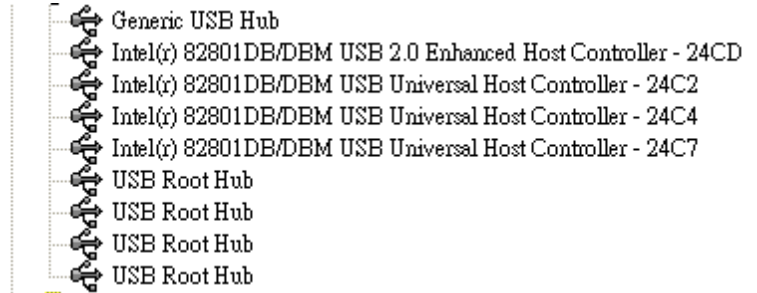 Generic USB Hub
Intel(r) 82801DB/DBM USB 2.0 Enhanced Host Controller - 24CD
Intel(r) 82801DB/DBM USB Universal Host Controller - 24C2
Intel(r) 82801DB/DBM USB Universal Host Controller - 24C4
Intel(r) 82801DB/DBM USB Universal Host Controller - 24C7
USB Root Hub
USB Root Hub
USB Root Hub
USB Root Hub